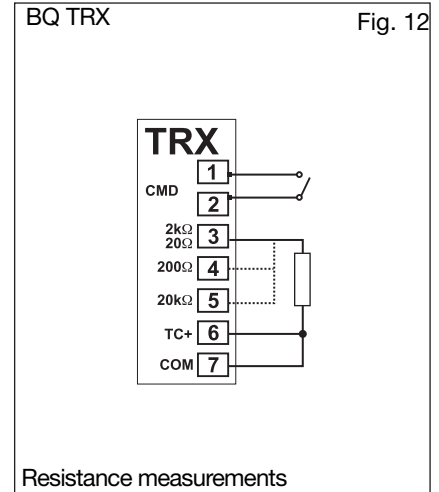 BQ TRX
Fig. 12
TRX
1
CMD
2
2kΩ
20Ω
3
200Ω 4
20kΩ 5
TC+ 6
COM 7
Resistance measurements